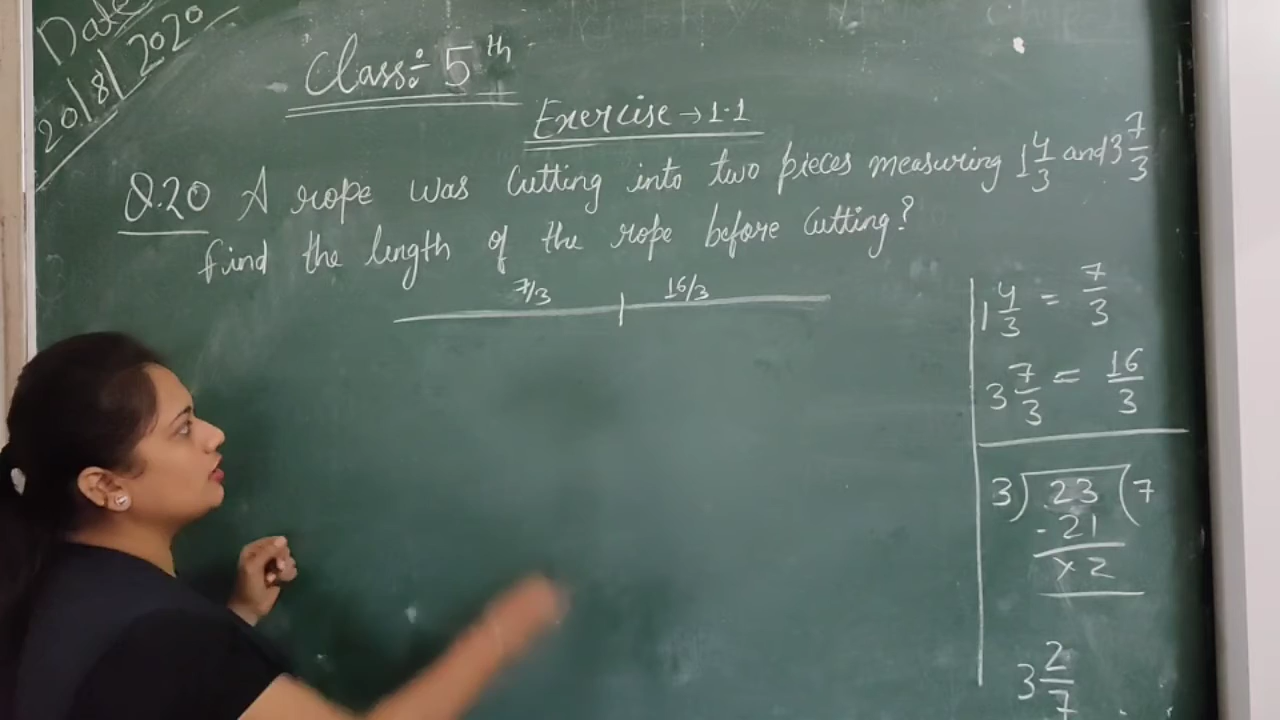 Date
20/8/2020
Class÷ 5th
Exercise → 1.1
Q.20 A rope was Cutting into two pieces measuring 1 4/3 and 3 7/3
find the length of the rope before Cutting?
7/3 16/3
1 4/3 = 7/3
3 7/3 = 16/3
3) 23 (7
-21
x2
3 2/7